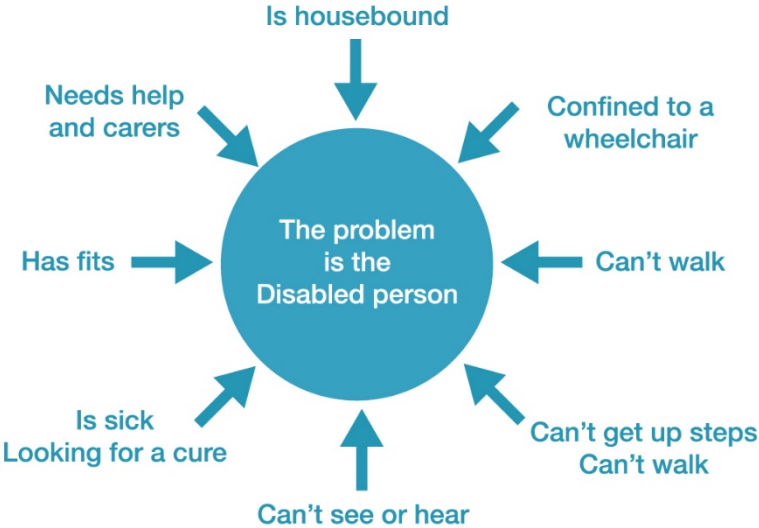 Is housebound
Needs help
and carers
Confined to a
wheelchair
The problem
is the
Disabled person
Has fits
Can't walk
Is sick
Looking for a cure
Can't get up steps
Can't walk
Can't see or hear